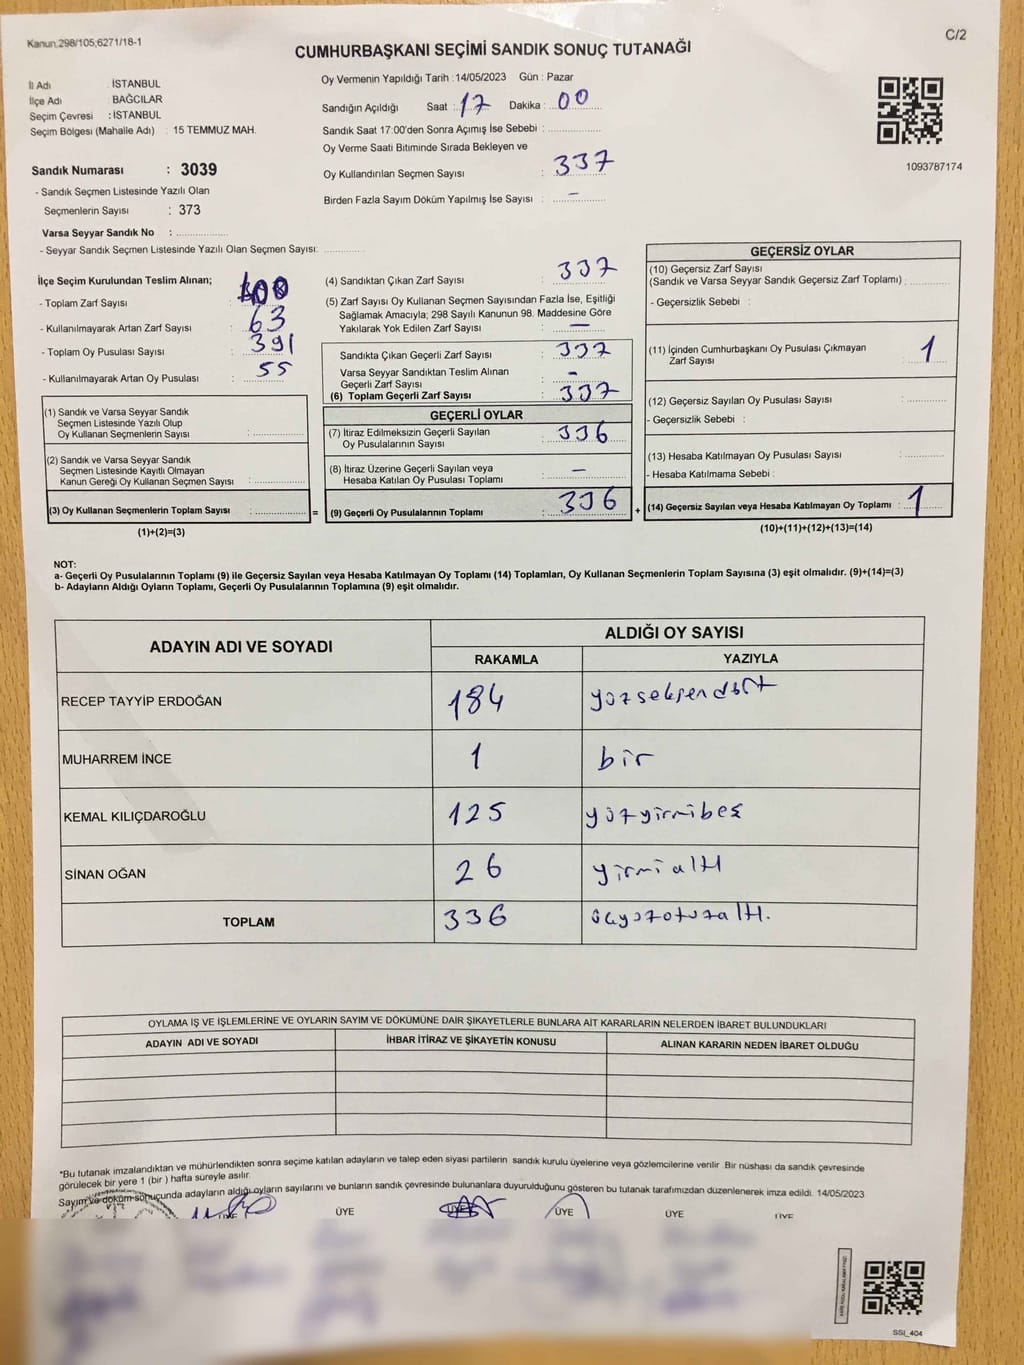 Kanun:298/105;6271/18-1
C/2
CUMHURBAŞKANI SEÇİMİ SANDIK SONUÇ TUTANAĞI
İl Adı : İSTANBUL
İlçe Adı : BAĞCILAR
Seçim Çevresi : İSTANBUL
Seçim Bölgesi (Mahalle Adı) : 15 TEMMUZ MAH.
Oy Vermenin Yapıldığı Tarih :14/05/2023 Gün : Pazar
Sandığın Açıldığı Saat : 17 Dakika : 00
Sandık Saat 17:00'den Sonra Açımış İse Sebebi :
Oy Verme Saati Bitiminde Sırada Bekleyen ve
Oy Kullandırılan Seçmen Sayısı : 337
Birden Fazla Sayım Döküm Yapılmış İse Sayısı : –
1093787174
Sandık Numarası : 3039
- Sandık Seçmen Listesinde Yazılı Olan
Seçmenlerin Sayısı : 373
Varsa Seyyar Sandık No :
- Seyyar Sandık Seçmen Listesinde Yazılı Olan Seçmen Sayısı:
İlçe Seçim Kurulundan Teslim Alınan;
- Toplam Zarf Sayısı : 400
- Kullanılmayarak Artan Zarf Sayısı : 63
- Toplam Oy Pusulası Sayısı : 391
- Kullanılmayarak Artan Oy Pusulası : 55
(1) Sandık ve Varsa Seyyar Sandık
Seçmen Listesinde Yazılı Olup
Oy Kullanan Seçmenlerin Sayısı :
(2) Sandık ve Varsa Seyyar Sandık
Seçmen Listesinde Kayıtlı Olmayan
Kanun Gereği Oy Kullanan Seçmen Sayısı :
(3) Oy Kullanan Seçmenlerin Toplam Sayısı : =
(1)+(2)=(3)
(4) Sandıktan Çıkan Zarf Sayısı : 337
(5) Zarf Sayısı Oy Kullanan Seçmen Sayısından Fazla İse, Eşitliği
Sağlamak Amacıyla; 298 Sayılı Kanunun 98. Maddesine Göre
Yakılarak Yok Edilen Zarf Sayısı : –
Sandıkta Çıkan Geçerli Zarf Sayısı : 337
Varsa Seyyar Sandıktan Teslim Alınan
Geçerli Zarf Sayısı : –
(6) Toplam Geçerli Zarf Sayısı : 337
GEÇERLİ OYLAR
(7) İtiraz Edilmeksizin Geçerli Sayılan
Oy Pusulalarının Sayısı : 336
(8) İtiraz Üzerine Geçerli Sayılan veya
Hesaba Katılan Oy Pusulası Toplamı : –
(9) Geçerli Oy Pusulalarının Toplamı : 336 +
GEÇERSİZ OYLAR
(10) Geçersiz Zarf Sayısı
(Sandık ve Varsa Seyyar Sandık Geçersiz Zarf Toplamı) :
- Geçersizlik Sebebi :
(11) İçinden Cumhurbaşkanı Oy Pusulası Çıkmayan
Zarf Sayısı : 1
(12) Geçersiz Sayılan Oy Pusulası Sayısı :
- Geçersizlik Sebebi :
(13) Hesaba Katılmayan Oy Pusulası Sayısı :
- Hesaba Katılmama Sebebi :
(14) Geçersiz Sayılan veya Hesaba Katılmayan Oy Toplamı : 1
(10)+(11)+(12)+(13)=(14)
NOT:
a- Geçerli Oy Pusulalarının Toplamı (9) ile Geçersiz Sayılan veya Hesaba Katılmayan Oy Toplamı (14) Toplamları, Oy Kullanan Seçmenlerin Toplam Sayısına (3) eşit olmalıdır. (9)+(14)=(3)
b- Adayların Aldığı Oyların Toplamı, Geçerli Oy Pusulalarının Toplamına (9) eşit olmalıdır.
ADAYIN ADI VE SOYADI
ALDIĞI OY SAYISI
RAKAMLA YAZIYLA
RECEP TAYYİP ERDOĞAN 184 yüzseksendört
MUHARREM İNCE 1 bir
KEMAL KILIÇDAROĞLU 125 yüzyirmibeş
SİNAN OĞAN 26 yirmialtı
TOPLAM 336 üçyüzotuzaltı.
OYLAMA İŞ VE İŞLEMLERİNE VE OYLARIN SAYIM VE DÖKÜMÜNE DAİR ŞİKAYETLERLE BUNLARA AİT KARARLARIN NELERDEN İBARET BULUNDUKLARI
ADAYIN ADI VE SOYADI İHBAR İTİRAZ VE ŞİKAYETİN KONUSU ALINAN KARARIN NEDEN İBARET OLDUĞU
*Bu tutanak imzalandıktan ve mühürlendikten sonra seçime katılan adayların ve talep eden siyasi partilerin sandık kurulu üyelerine veya gözlemcilerine verilir. Bir nüshası da sandık çevresinde
görülecek bir yere 1 (bir) hafta süreyle asılır.
Sayım ve döküm sonucunda adayların aldığı oyların sayılarını ve bunların sandık çevresinde bulunanlara duyurulduğunu gösteren bu tutanak tarafımızdan düzenlenerek imza edildi. 14/05/2023
ÜYE ÜYE ÜYE ÜYE ÜYE ÜYE
SSI_404